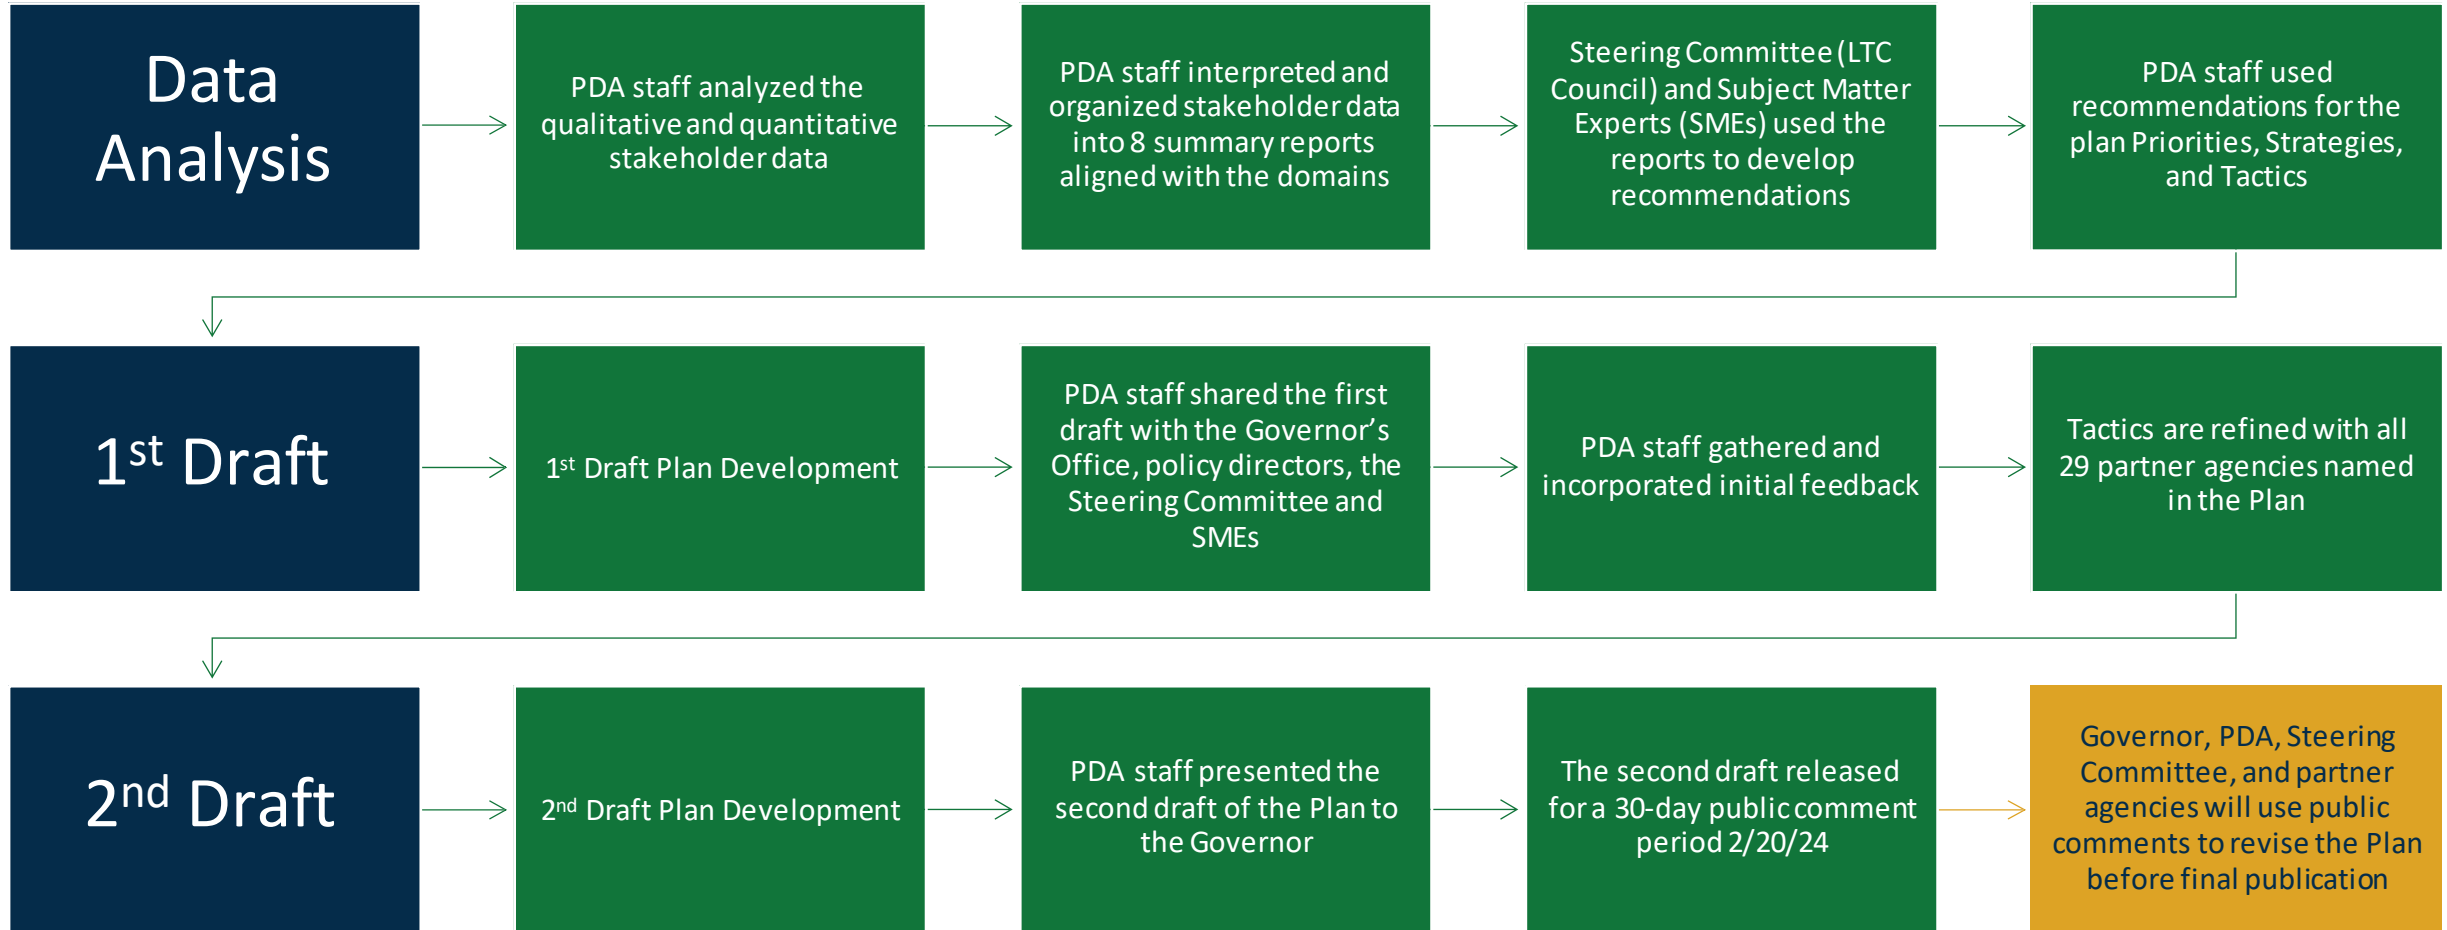 Data
Analysis
PDA staff analyzed the
qualitative and quantitative
stakeholder data
PDA staff interpreted and
organized stakeholder data
into 8 summary reports
aligned with the domains
Steering Committee (LTC
Council) and Subject Matter
Experts (SMEs) used the
reports to develop
recommendations
PDA staff used
recommendations for the
plan Priorities, Strategies,
and Tactics
1st Draft
1st Draft Plan Development
PDA staff shared the first
draft with the Governor’s
Office, policy directors, the
Steering Committee and
SMEs
PDA staff gathered and
incorporated initial feedback
Tactics are refined with all
29 partner agencies named
in the Plan
2nd Draft
2nd Draft Plan Development
PDA staff presented the
second draft of the Plan to
the Governor
The second draft released
for a 30-day public comment
period 2/20/24
Governor, PDA, Steering
Committee, and partner
agencies will use public
comments to revise the Plan
before final publication